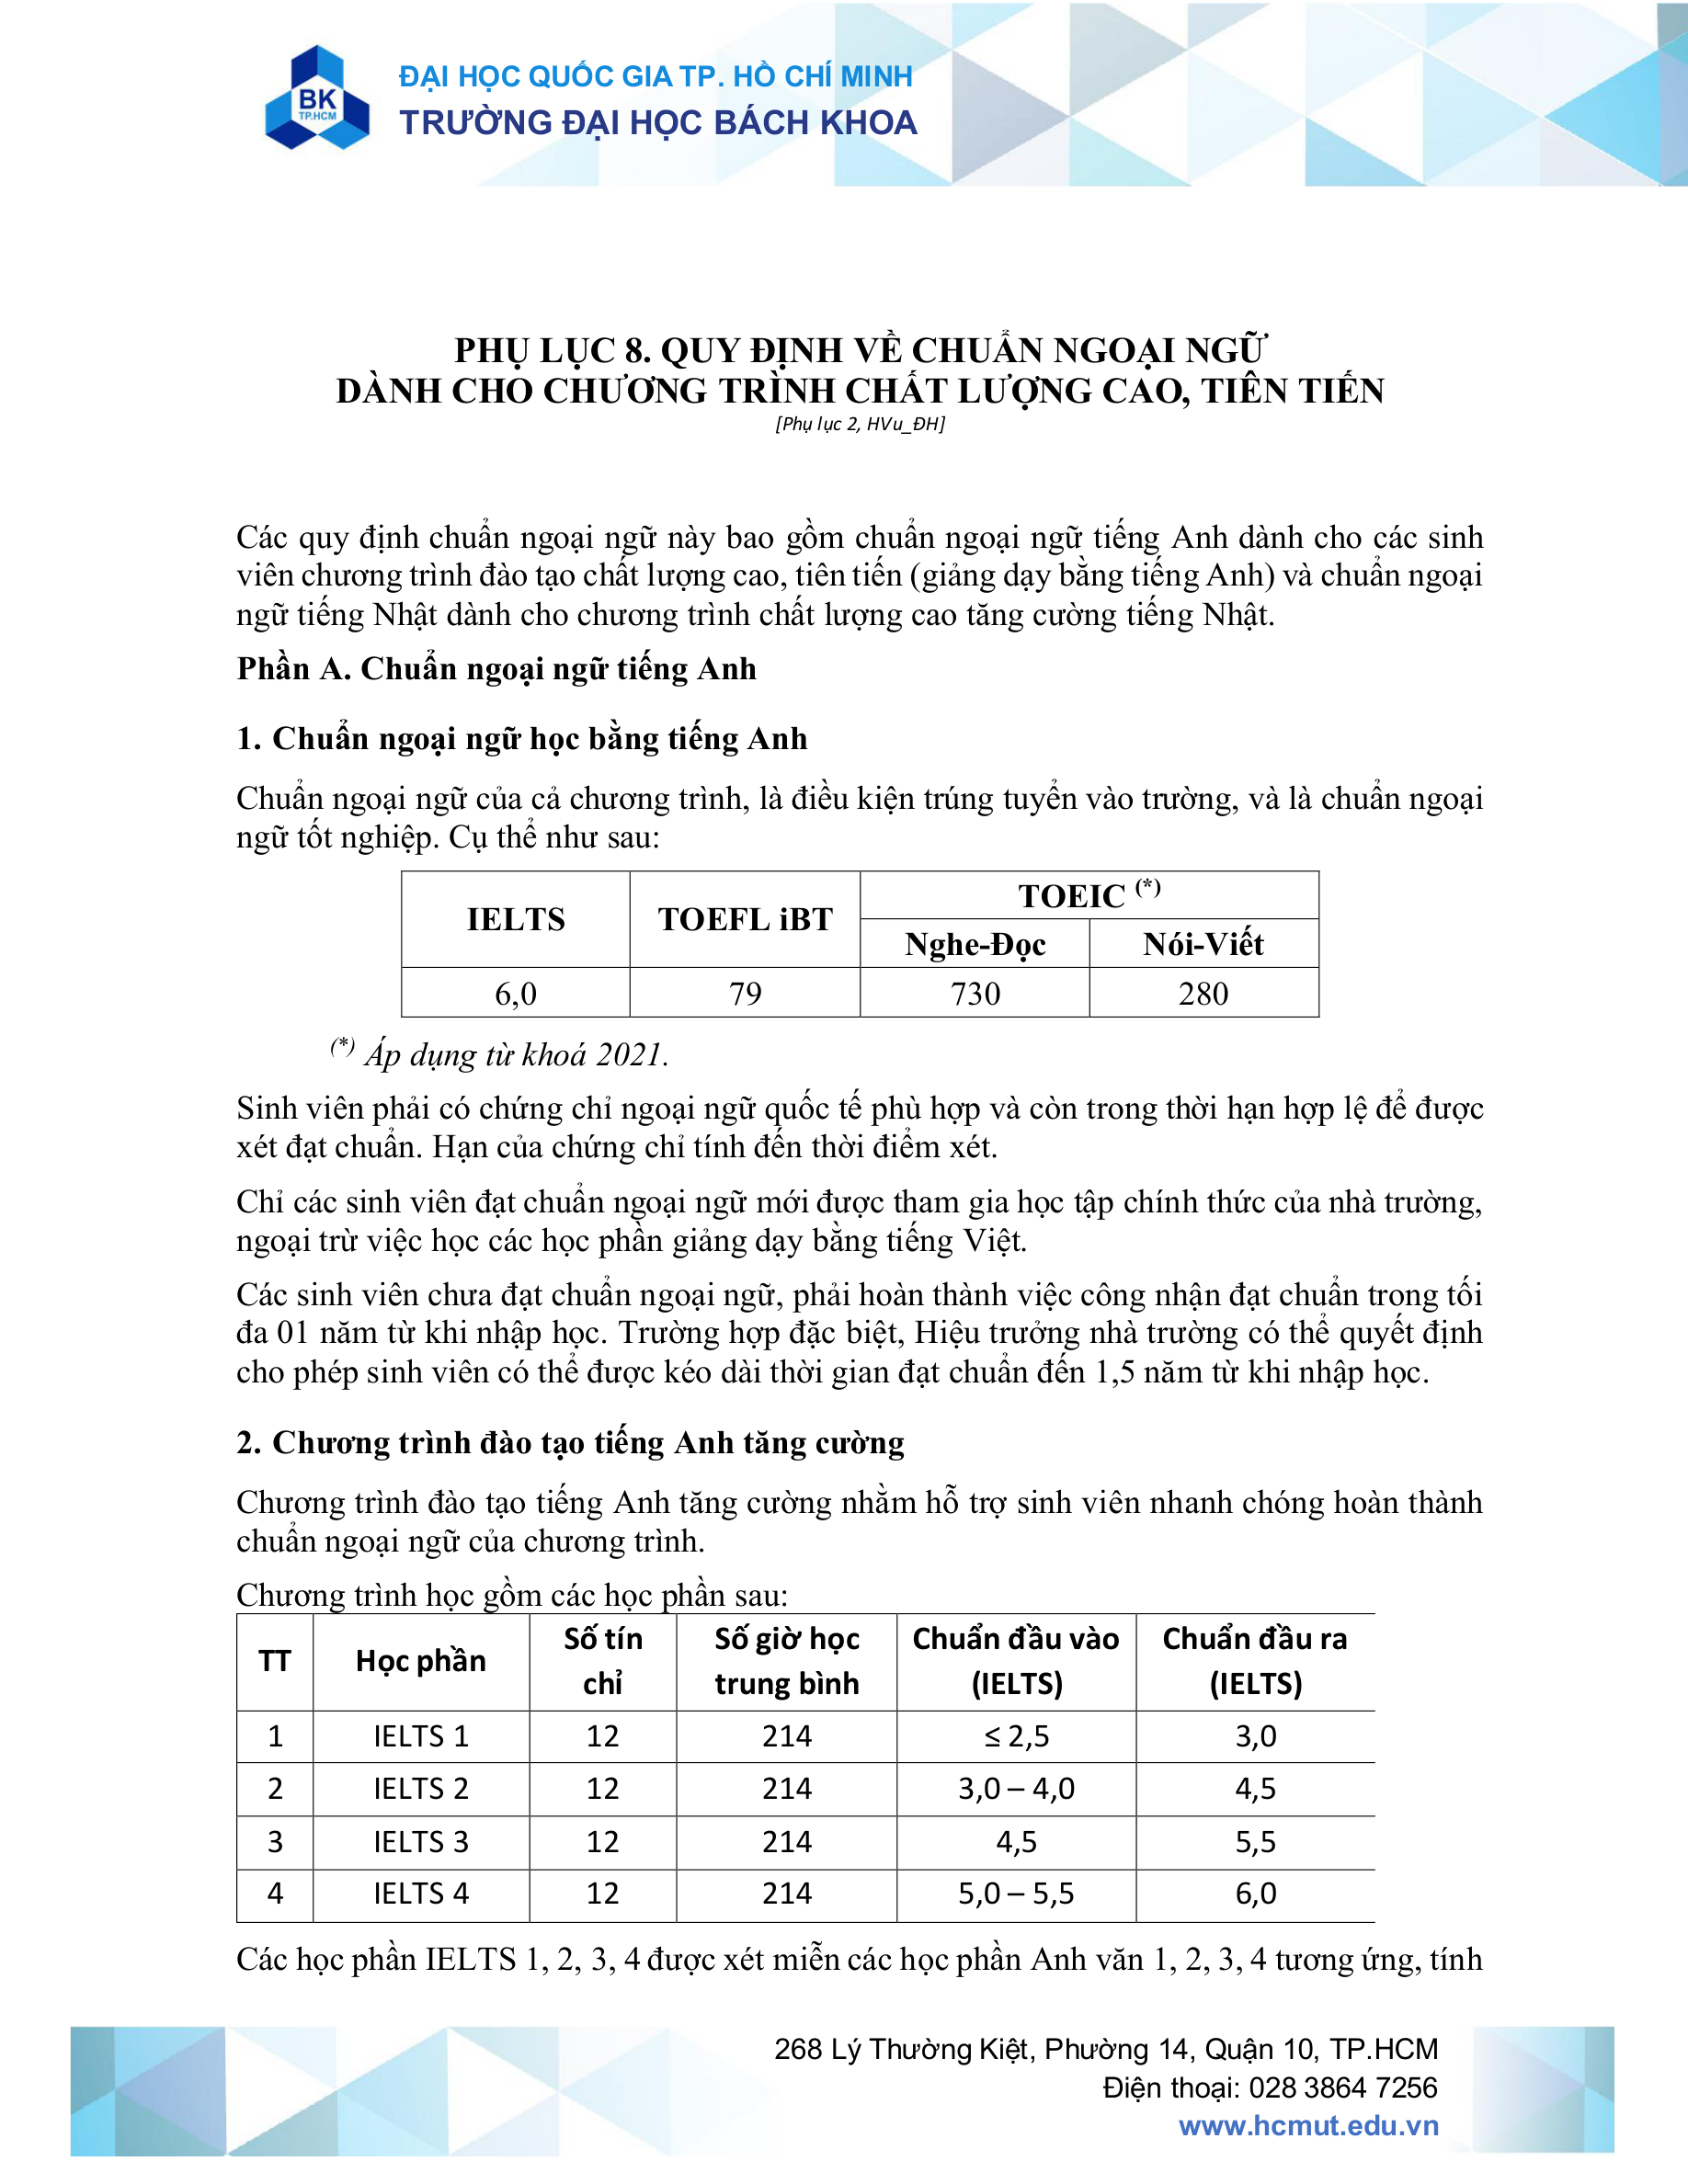 BK
TP.HCM
ĐẠI HỌC QUỐC GIA TP. HỒ CHÍ MINH
TRƯỜNG ĐẠI HỌC BÁCH KHOA
PHỤ LỤC 8. QUY ĐỊNH VỀ CHUẨN NGOẠI NGỮ
DÀNH CHO CHƯƠNG TRÌNH CHẤT LƯỢNG CAO, TIÊN TIẾN
[Phụ lục 2, HVu_ĐH]
Các quy định chuẩn ngoại ngữ này bao gồm chuẩn ngoại ngữ tiếng Anh dành cho các sinh
viên chương trình đào tạo chất lượng cao, tiên tiến (giảng dạy bằng tiếng Anh) và chuẩn ngoại
ngữ tiếng Nhật dành cho chương trình chất lượng cao tăng cường tiếng Nhật.
Phần A. Chuẩn ngoại ngữ tiếng Anh
1. Chuẩn ngoại ngữ học bằng tiếng Anh
Chuẩn ngoại ngữ của cả chương trình, là điều kiện trúng tuyển vào trường, và là chuẩn ngoại
ngữ tốt nghiệp. Cụ thể như sau:
IELTS TOEFL iBT TOEIC (*)
Nghe-Đọc Nói-Viết
6,0 79 730 280
(*) Áp dụng từ khoá 2021.
Sinh viên phải có chứng chỉ ngoại ngữ quốc tế phù hợp và còn trong thời hạn hợp lệ để được
xét đạt chuẩn. Hạn của chứng chỉ tính đến thời điểm xét.
Chỉ các sinh viên đạt chuẩn ngoại ngữ mới được tham gia học tập chính thức của nhà trường,
ngoại trừ việc học các học phần giảng dạy bằng tiếng Việt.
Các sinh viên chưa đạt chuẩn ngoại ngữ, phải hoàn thành việc công nhận đạt chuẩn trong tối
đa 01 năm từ khi nhập học. Trường hợp đặc biệt, Hiệu trưởng nhà trường có thể quyết định
cho phép sinh viên có thể được kéo dài thời gian đạt chuẩn đến 1,5 năm từ khi nhập học.
2. Chương trình đào tạo tiếng Anh tăng cường
Chương trình đào tạo tiếng Anh tăng cường nhằm hỗ trợ sinh viên nhanh chóng hoàn thành
chuẩn ngoại ngữ của chương trình.
Chương trình học gồm các học phần sau:
TT Học phần Số tín chỉ Số giờ học trung bình Chuẩn đầu vào (IELTS) Chuẩn đầu ra (IELTS)
1 IELTS 1 12 214 ≤ 2,5 3,0
2 IELTS 2 12 214 3,0 – 4,0 4,5
3 IELTS 3 12 214 4,5 5,5
4 IELTS 4 12 214 5,0 – 5,5 6,0
Các học phần IELTS 1, 2, 3, 4 được xét miễn các học phần Anh văn 1, 2, 3, 4 tương ứng, tính
268 Lý Thường Kiệt, Phường 14, Quận 10, TP.HCM
Điện thoại: 028 3864 7256
www.hcmut.edu.vn